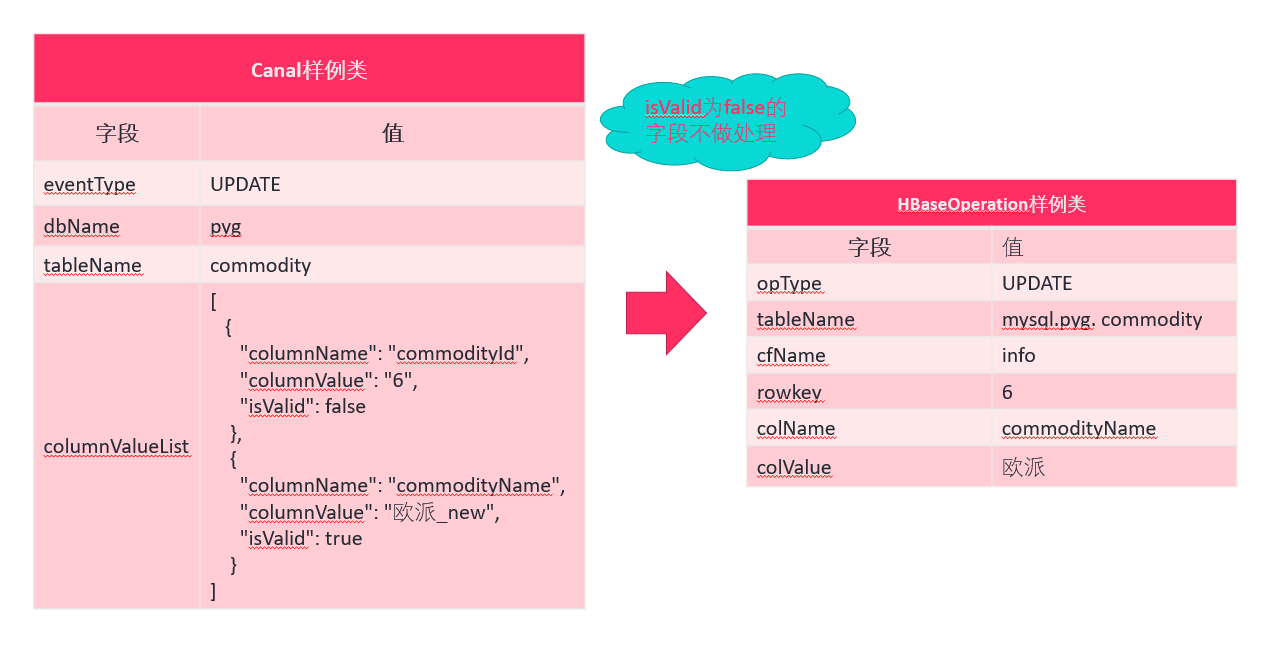 Canal样例类
字段 值
eventType UPDATE
dbName pyg
tableName commodity
columnValueList
[
{
"columnName": "commodityId",
"columnValue": "6",
"isValid": false
},
{
"columnName": "commodityName",
"columnValue": "欧派_new",
"isValid": true
}
]
isValid为false的
字段不做处理
HBaseOperation样例类
字段 值
opType UPDATE
tableName mysql.pyg. commodity
cfName info
rowkey 6
colName commodityName
colValue 欧派